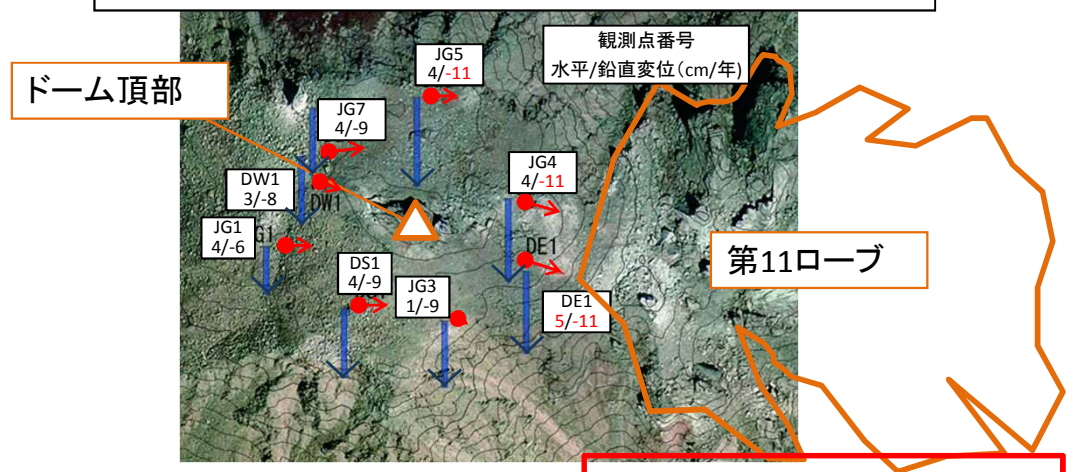 観測点番号
水平/鉛直変位(cm/年)
ドーム頂部
JG5
4/-11
JG7
4/-9
DW1
3/-8
DW1
JG4
4/-11
JG1
4/-6
G1
DE1
第11ローブ
DS1
4/-9
JG3
1/-9
DE1
5/-11